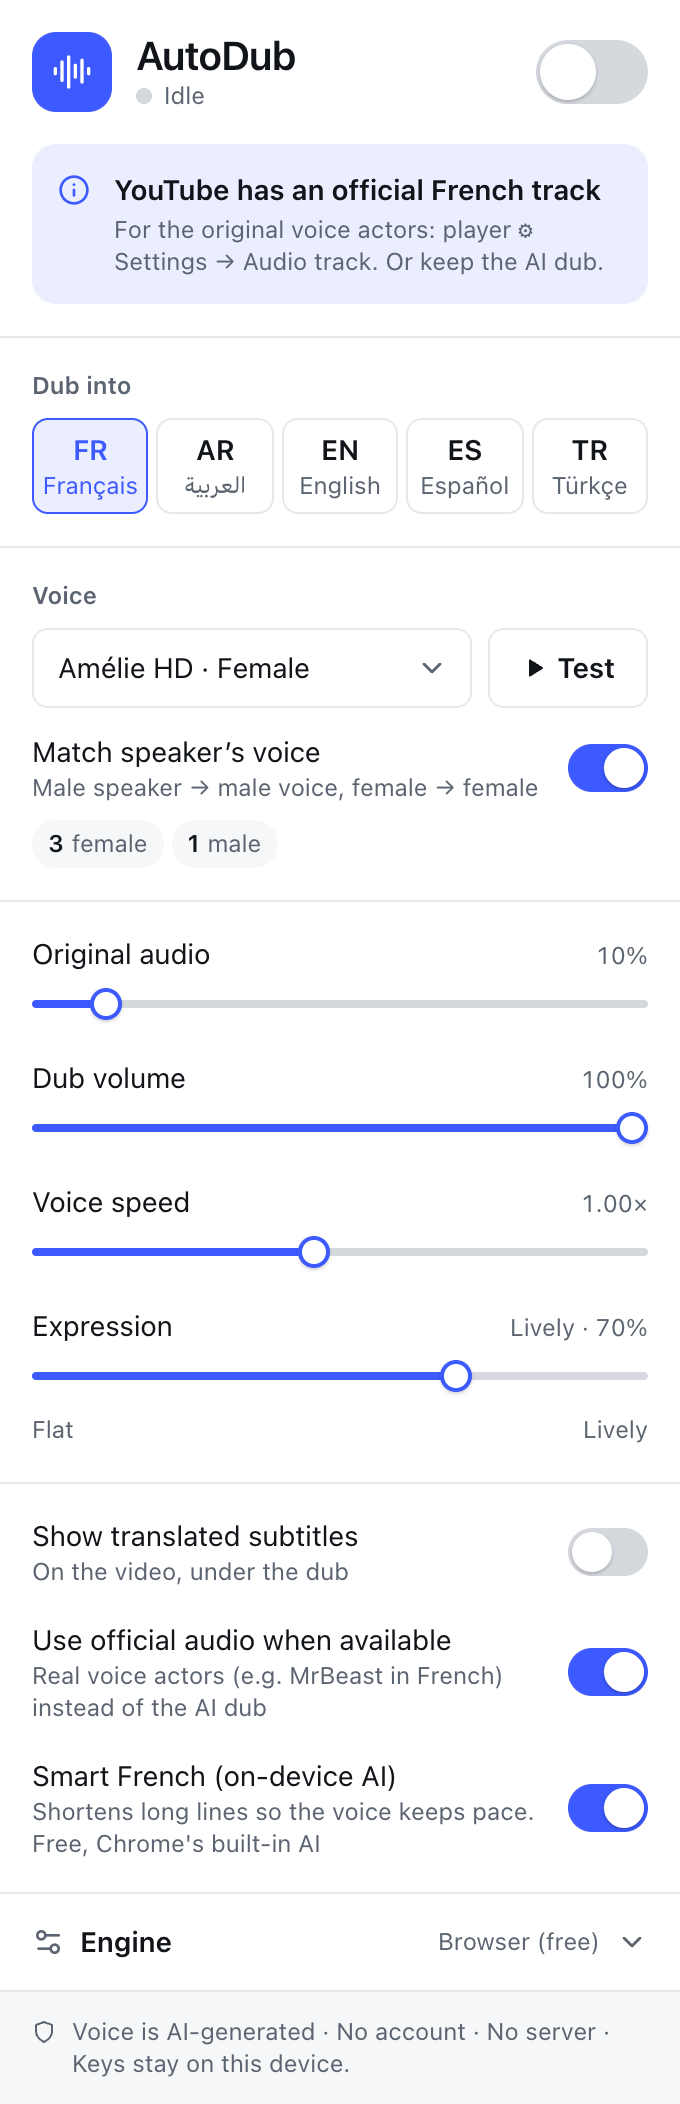 AutoDub
Idle
YouTube has an official French track
For the original voice actors: player ⚙
Settings → Audio track. Or keep the AI dub.
Dub into
FR AR EN ES TR
Français العربية English Español Türkçe
Voice
Amélie HD · Female
▶ Test
Match speaker’s voice
Male speaker → male voice, female → female
3 female 1 male
Original audio 10%
Dub volume 100%
Voice speed 1.00×
Expression Lively · 70%
Flat Lively
Show translated subtitles
On the video, under the dub
Use official audio when available
Real voice actors (e.g. MrBeast in French)
instead of the AI dub
Smart French (on-device AI)
Shortens long lines so the voice keeps pace.
Free, Chrome's built-in AI
Engine Browser (free)
Voice is AI-generated · No account · No server ·
Keys stay on this device.